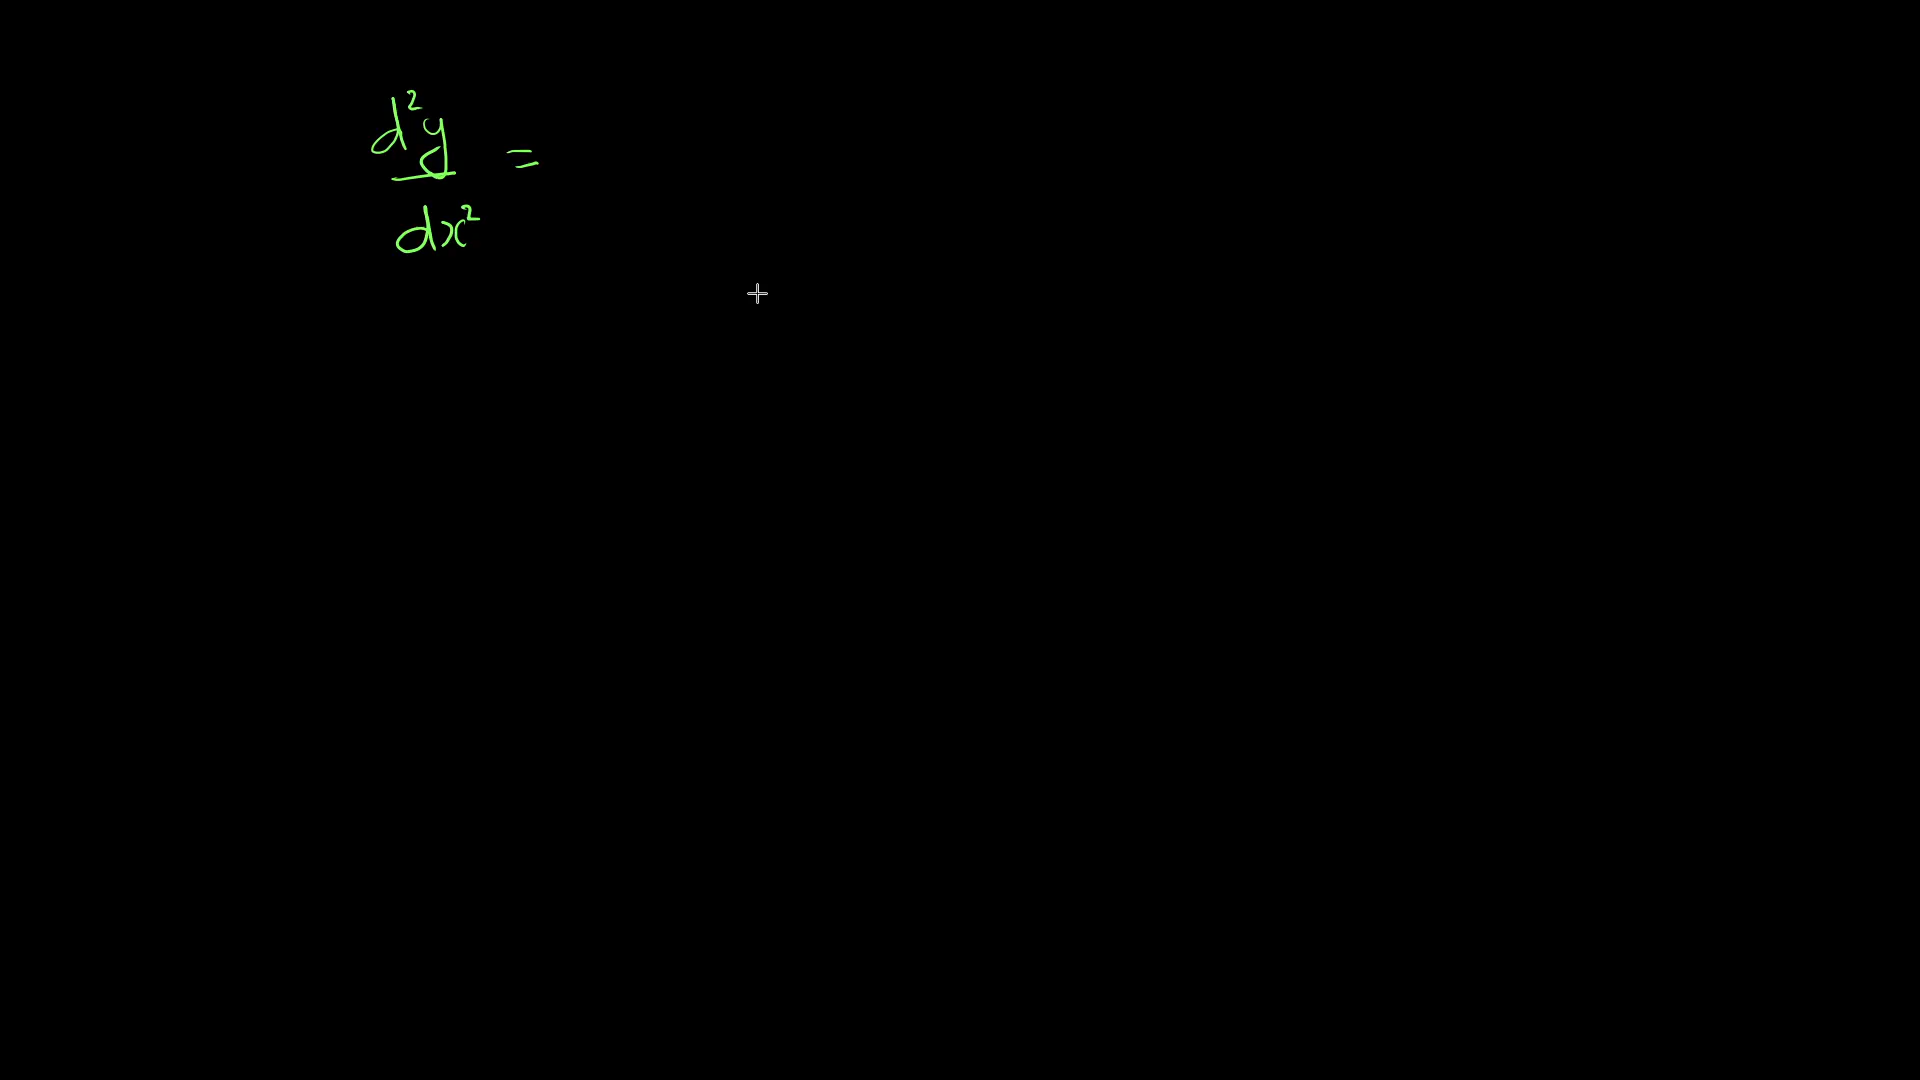 d²y
—— =
dx²